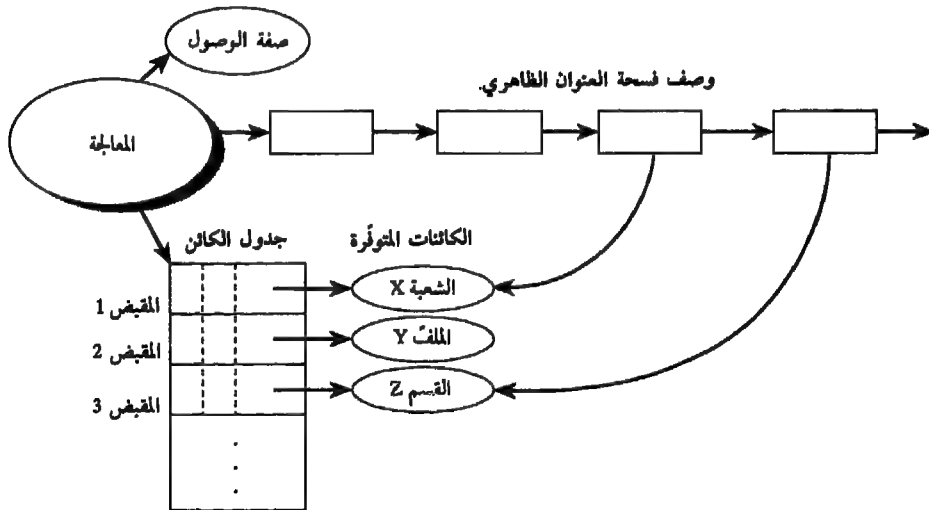 صفة الوصول
وصف فسحة العنوان الظاهري.
المعالجة
جدول الكائن
الكائنات المتوفّرة
المقبض 1
الشعبة X
المقبض 2
الملفّ Y
المقبض 3
القسم Z